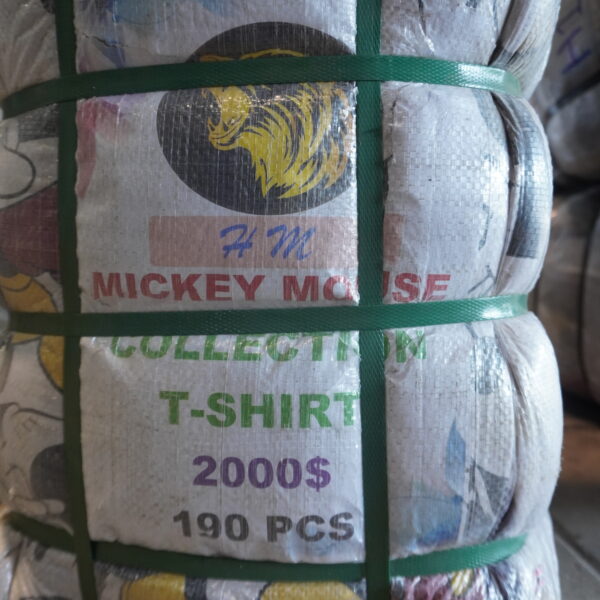 HM
MICKEY MOUSE
COLLECTION
T-SHIRT
2000$
190 PCS